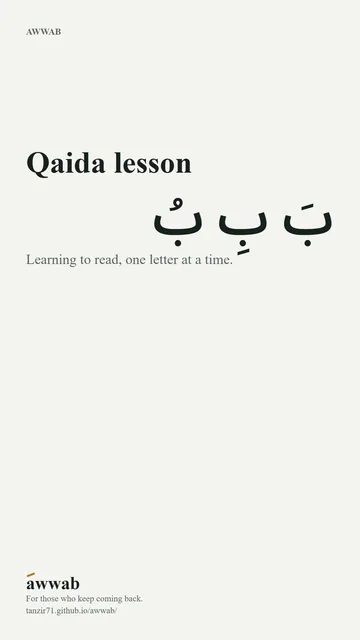 AWWAB
Qaida lesson
بَ بِ بُ
Learning to read, one letter at a time.
awwab
For those who keep coming back.
tanzir71.github.io/awwab/